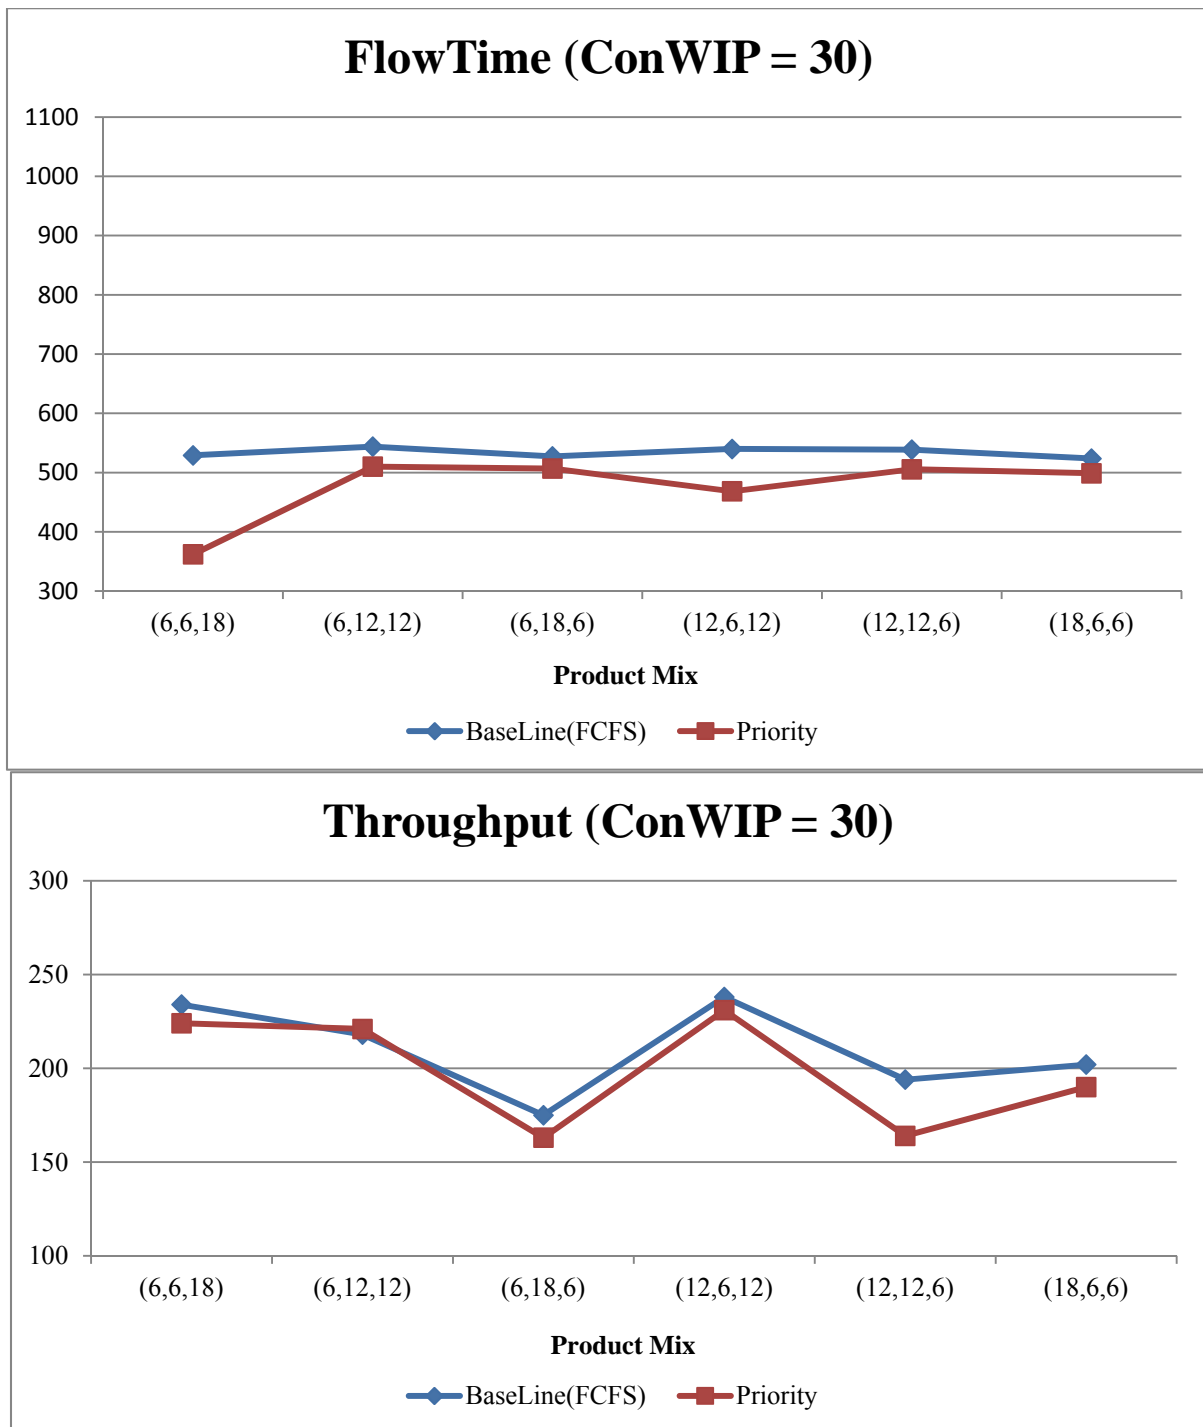 FlowTime (ConWIP = 30)
1100
1000
900
800
700
600
500
400
300
(6,6,18) (6,12,12) (6,18,6) (12,6,12) (12,12,6) (18,6,6)
Product Mix
BaseLine(FCFS) Priority
Throughput (ConWIP = 30)
300
250
200
150
100
(6,6,18) (6,12,12) (6,18,6) (12,6,12) (12,12,6) (18,6,6)
Product Mix
BaseLine(FCFS) Priority